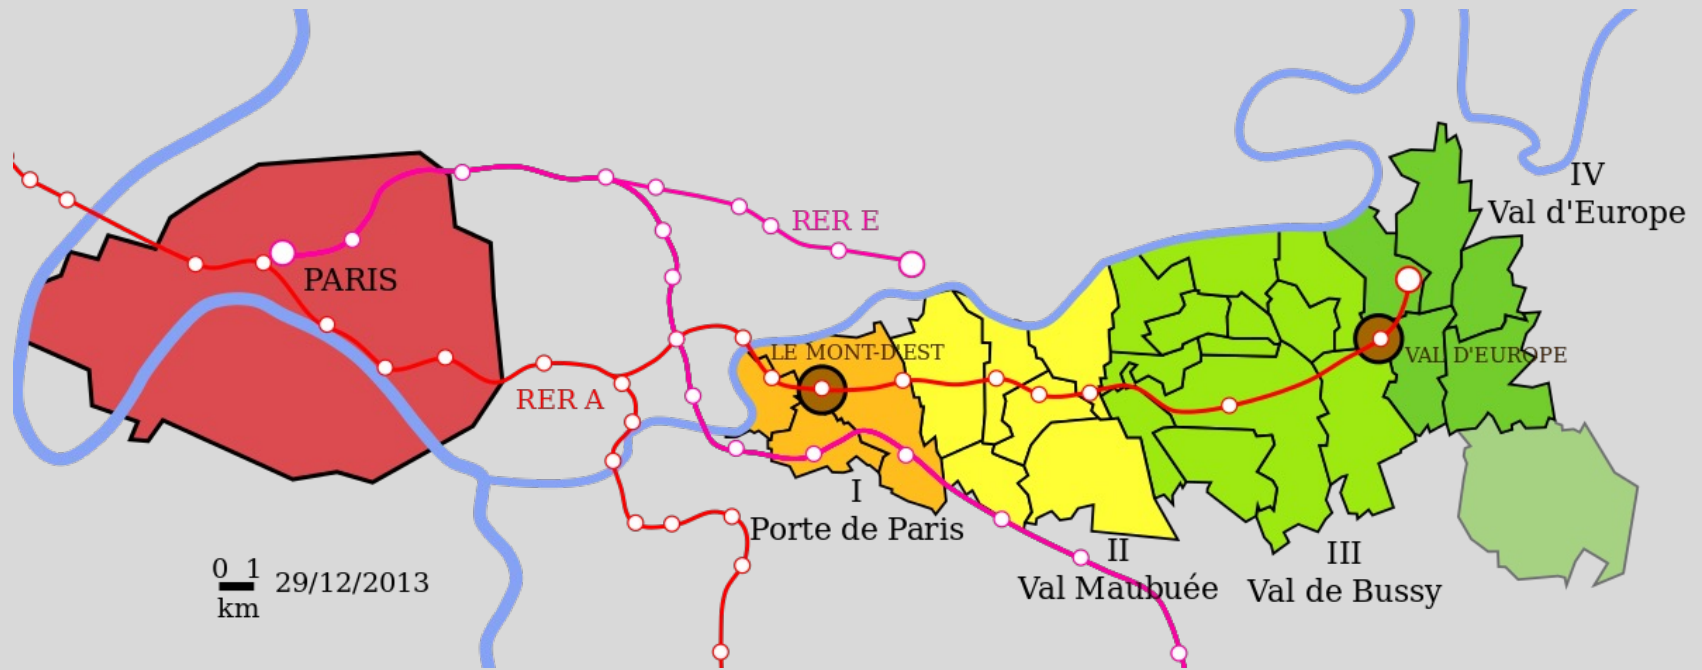 IV
Val d'Europe
RER E
PARIS
LE MONT-D'EST
VAL D'EUROPE
RER A
I
Porte de Paris
II
Val Maubuée
III
Val de Bussy
0 1
km
29/12/2013